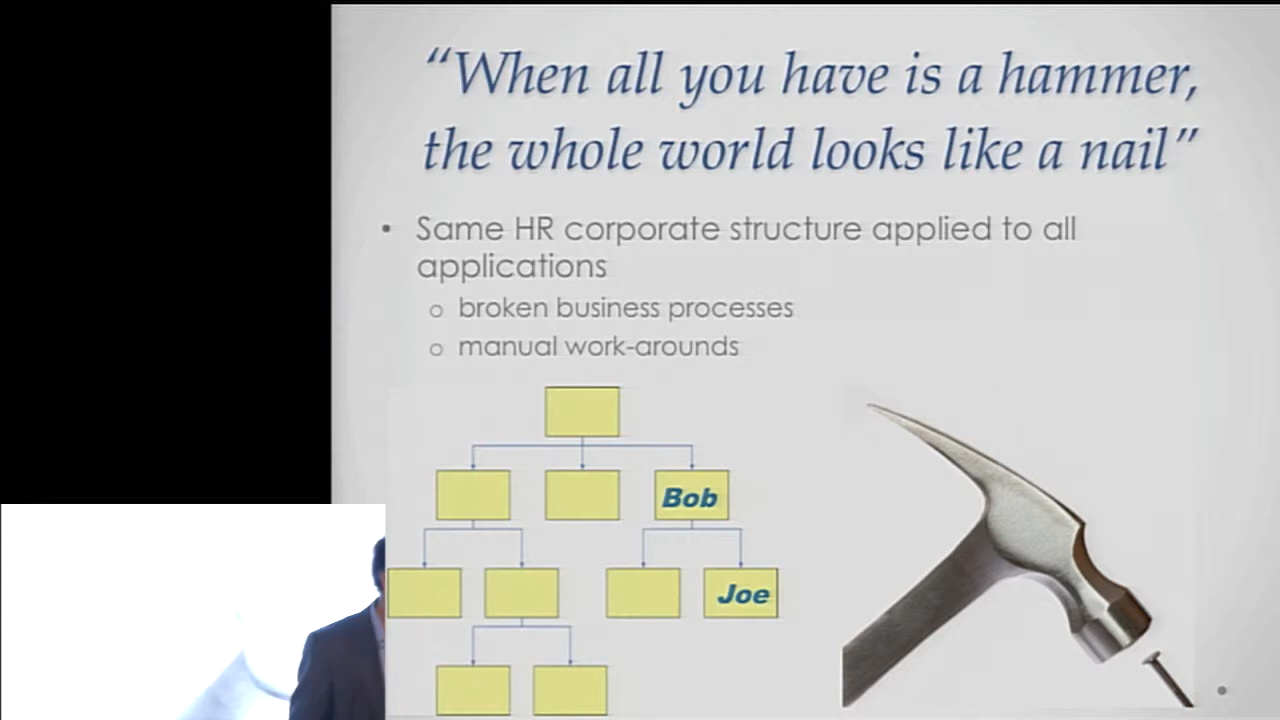 “When all you have is a hammer,
the whole world looks like a nail”
• Same HR corporate structure applied to all
applications
o broken business processes
o manual work-arounds
Bob
Joe